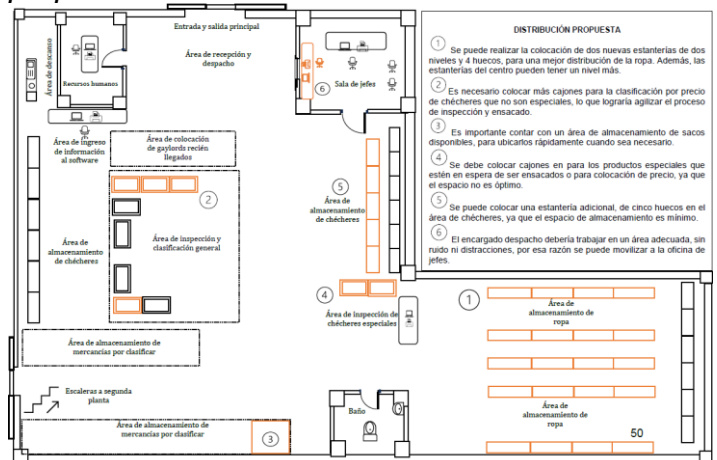 Entrada y salida principal
Área de recepción y
despacho
Área de descanso
Recursos humanos
6
Sala de jefes
Área de ingreso
de información
al software
Área de colocación
de gaylords recién
llegados
2
5
Área de
almacenamiento
de chécheres
Área de
almacenamiento
de chécheres
Área de inspección y
clasificación general
4
Área de inspección de
chécheres especiales
Área de almacenamiento de
mercancías por clasificar
Escaleras a segunda
planta
Área de almacenamiento de
mercancías por clasificar
3
Baño
1
Área de
almacenamiento de
ropa
Área de
almacenamiento de
ropa
50
DISTRIBUCIÓN PROPUESTA
1 Se puede realizar la colocación de dos nuevas estanterías de dos
niveles y 4 huecos, para una mejor distribución de la ropa. Además, las
estanterías del centro pueden tener un nivel más.
2 Es necesario colocar más cajones para la clasificación por precio
de chécheres que no son especiales, lo que lograría agilizar el proceso
de inspección y ensacado.
3 Es importante contar con un área de almacenamiento de sacos
disponibles, para ubicarlos rápidamente cuando sea necesario.
4 Se debe colocar cajones en para los productos especiales que
estén en espera de ser ensacados o para colocación de precio, ya que
el espacio no es óptimo.
5 Se puede colocar una estantería adicional, de cinco huecos en el
área de chécheres, ya que el espacio de almacenamiento es mínimo.
6 El encargado despacho debería trabajar en un área adecuada, sin
ruido ni distracciones, por esa razón se puede movilizar a la oficina de
jefes.